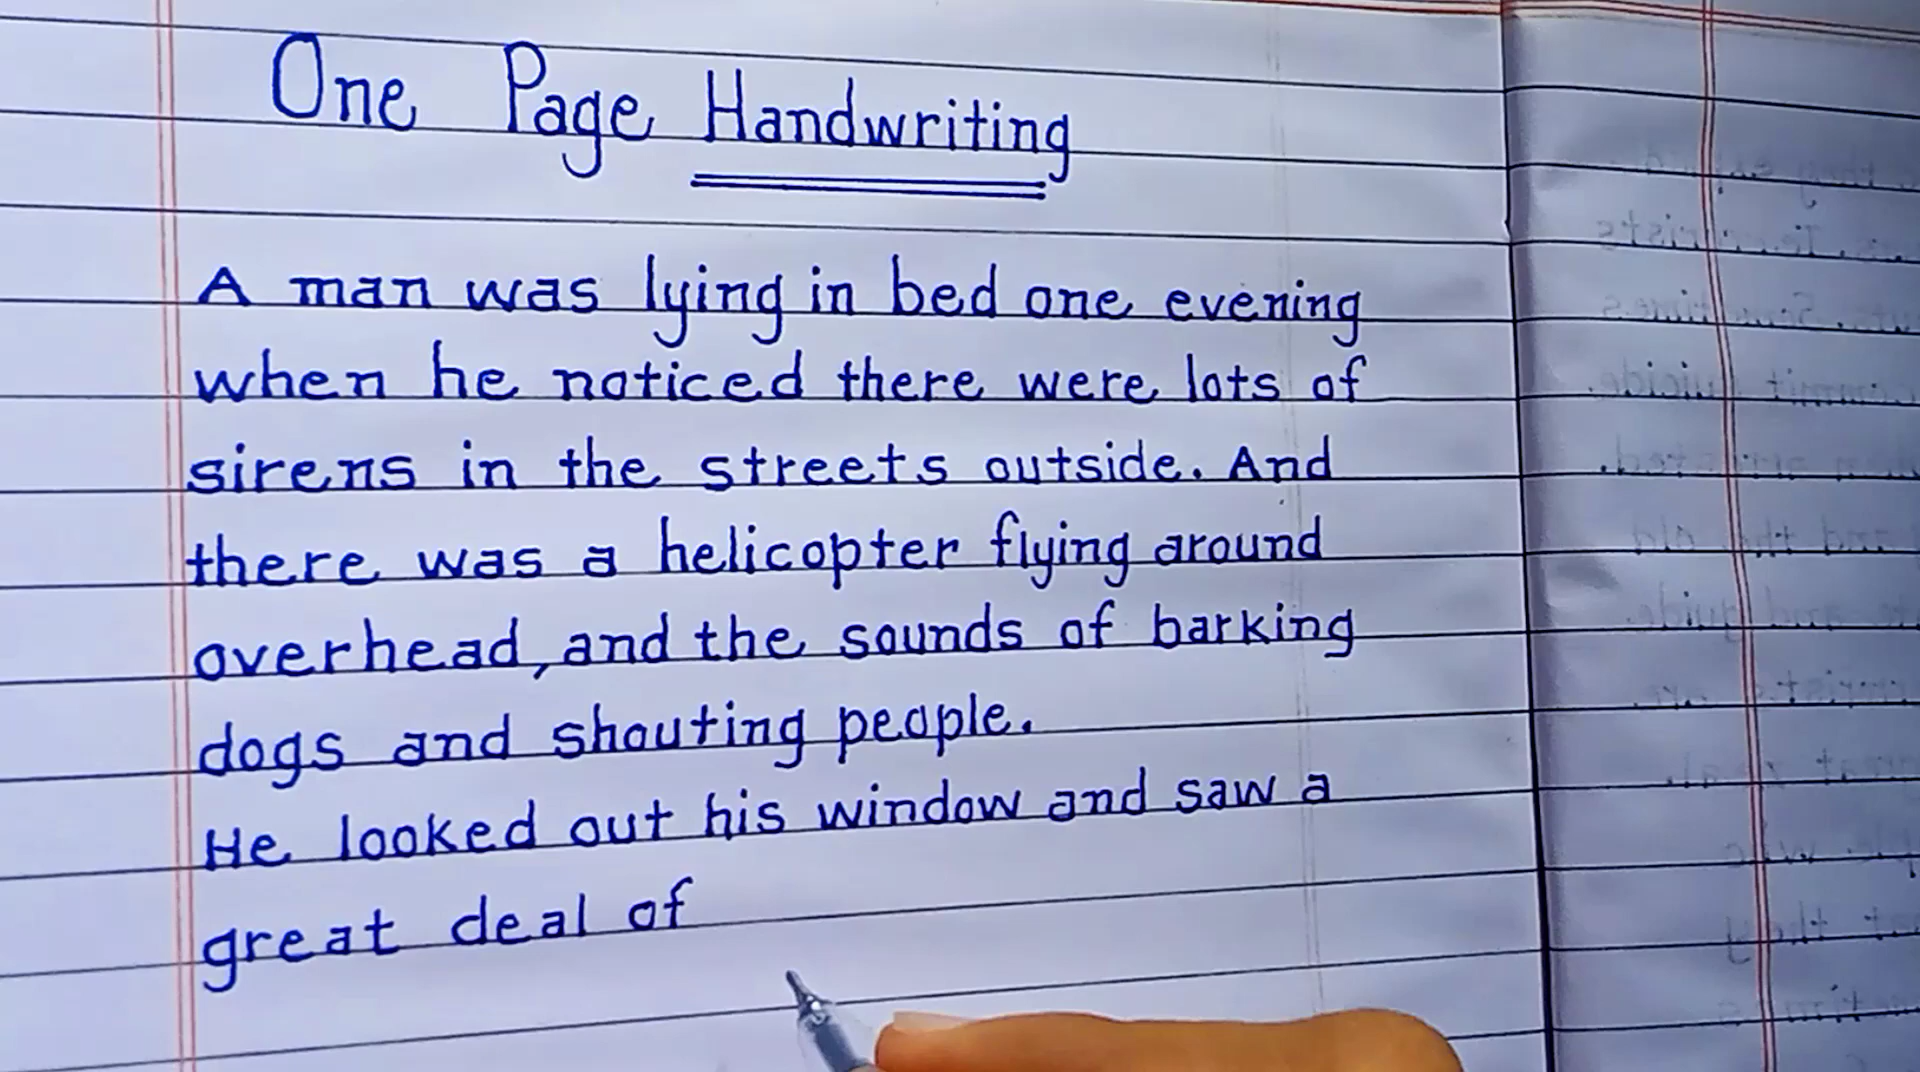 One Page Handwriting
A man was lying in bed one evening
when he noticed there were lots of
sirens in the streets outside. And
there was a helicopter flying around
overhead, and the sounds of barking
dogs and shouting people.
He looked out his window and saw a
great deal of